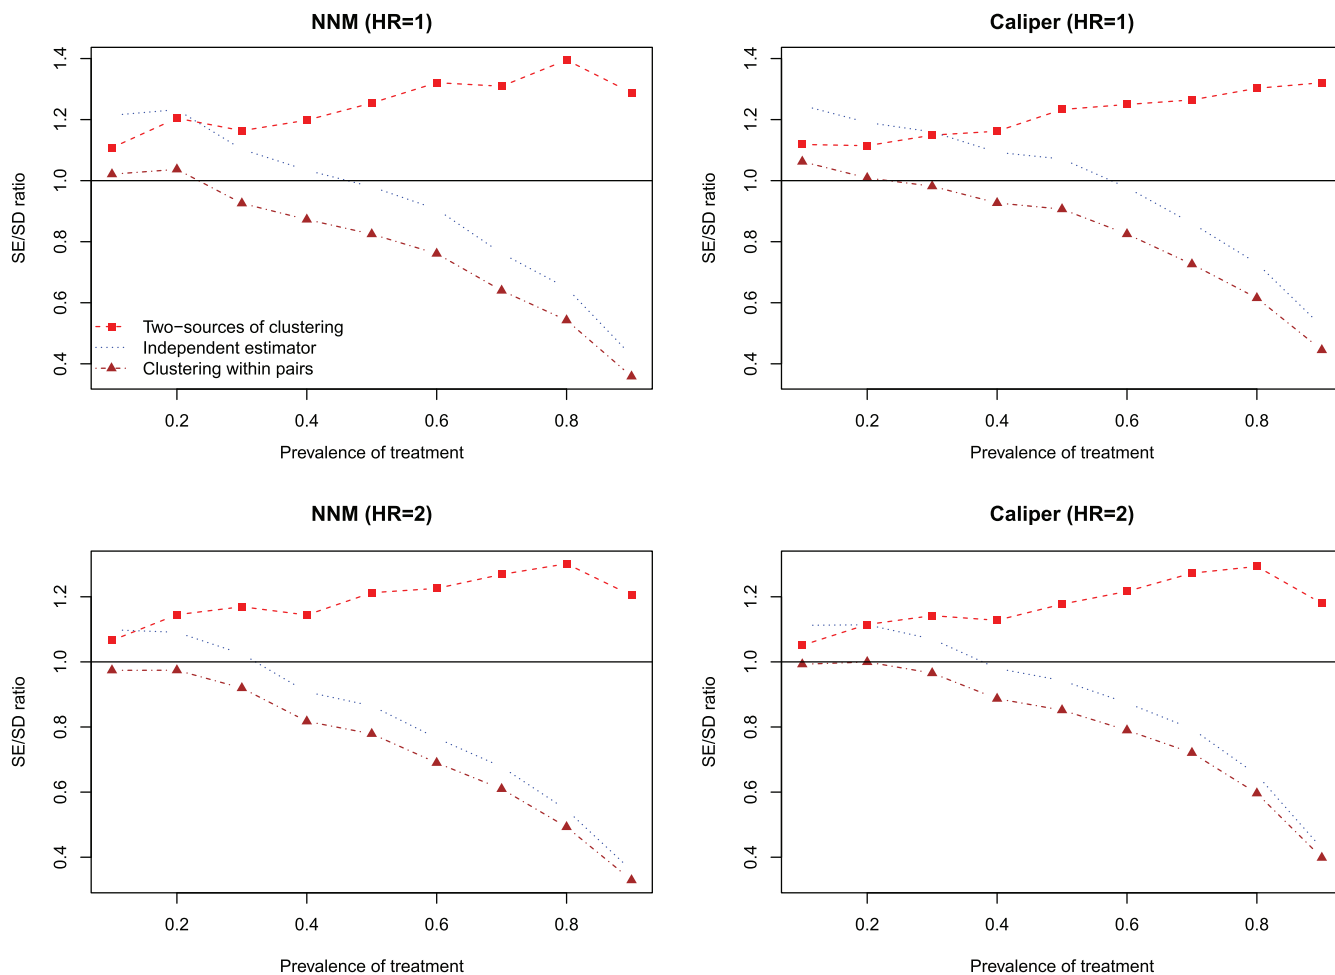 NNM (HR=1)
SE/SD ratio
1.4
1.2
1.0
0.8
0.6
0.4
Two−sources of clustering
Independent estimator
Clustering within pairs
0.2 0.4 0.6 0.8
Prevalence of treatment
Caliper (HR=1)
SE/SD ratio
1.4
1.2
1.0
0.8
0.6
0.4
0.2 0.4 0.6 0.8
Prevalence of treatment
NNM (HR=2)
SE/SD ratio
1.2
1.0
0.8
0.6
0.4
0.2 0.4 0.6 0.8
Prevalence of treatment
Caliper (HR=2)
SE/SD ratio
1.2
1.0
0.8
0.6
0.4
0.2 0.4 0.6 0.8
Prevalence of treatment